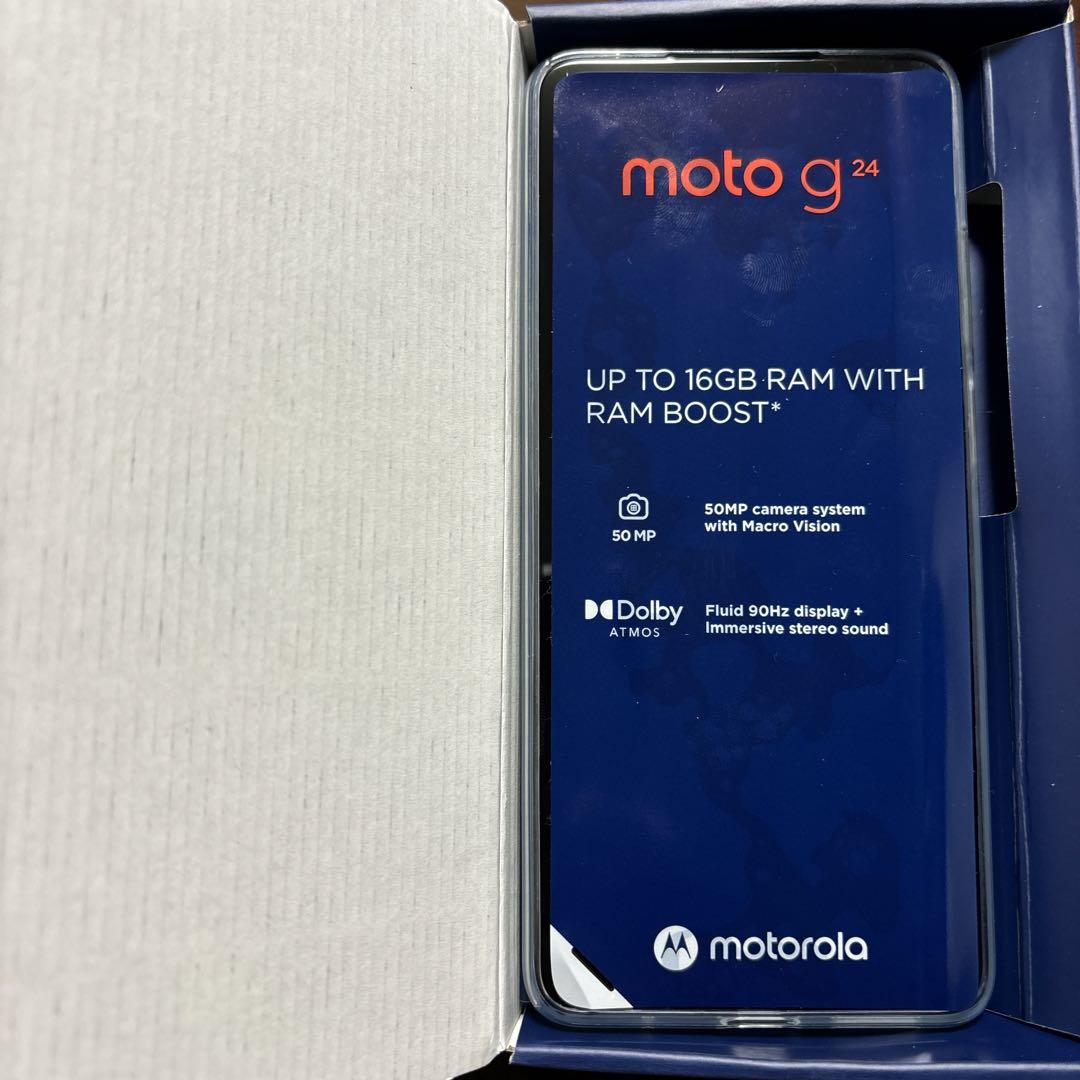 moto g 24
UP TO 16GB RAM WITH
RAM BOOST*
50 MP
50MP camera system
with Macro Vision
Dolby
ATMOS
Fluid 90Hz display +
Immersive stereo sound
motorola